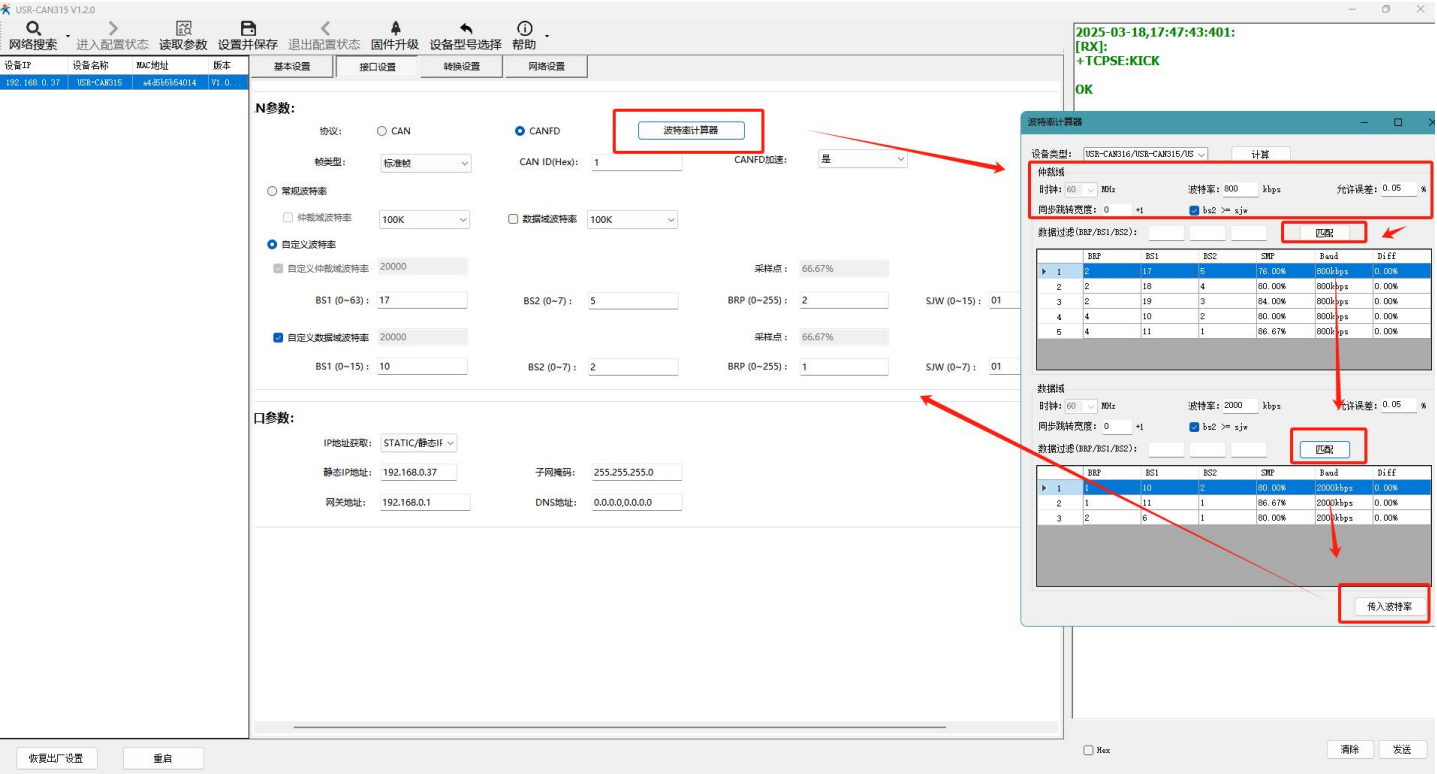 USR-CAN315 V1.2.0
网络搜索 进入配置状态 读取参数 设置并保存 退出配置状态 固件升级 设备型号选择 帮助
设备IP 设备名称 MAC地址 版本
192.168.0.37 USR-CAN315 a4d5b5b54014 V1.0...
基本设置 接口设置 转换设置 网络设置
N参数:
协议: CAN CANFD 波特率计算器
帧类型: 标准帧 CAN ID(Hex): 1 CANFD加速: 是
常规波特率
仲裁域波特率 100K 数据域波特率 100K
自定义波特率
自定义仲裁域波特率 20000 采样点: 66.67%
BS1 (0~63): 17 BS2 (0~7): 5 BRP (0~255): 2 SJW (0~15): 01
自定义数据域波特率 20000 采样点: 66.67%
BS1 (0~15): 10 BS2 (0~7): 2 BRP (0~255): 1 SJW (0~7): 01
口参数:
IP地址获取: STATIC/静态IF
静态IP地址: 192.168.0.37 子网掩码: 255.255.255.0
网关地址: 192.168.0.1 DNS地址: 0.0.0.0,0.0.0.0
恢复出厂设置 重启
2025-03-18,17:47:43:401:
[RX]:
+TCPSE:KICK
OK
波特率计算器
设备类型: USR-CAN316/USR-CAN315/US 计算
仲裁域
时钟: 60 MHz 波特率: 800 kbps 允许误差: 0.05 %
同步跳转宽度: 0 +1 bs2 >= sjw
数据过滤(BRP/BS1/BS2): 匹配
BRP BS1 BS2 SMP Baud Diff
1 2 17 5 76.00% 800kbps 0.00%
2 2 18 4 80.00% 800kbps 0.00%
3 2 19 3 84.00% 800kbps 0.00%
4 4 10 2 80.00% 800kbps 0.00%
5 4 11 1 86.67% 800kbps 0.00%
数据域
时钟: 60 MHz 波特率: 2000 kbps 允许误差: 0.05 %
同步跳转宽度: 0 +1 bs2 >= sjw
数据过滤(BRP/BS1/BS2): 匹配
BRP BS1 BS2 SMP Baud Diff
1 1 10 2 80.00% 2000kbps 0.00%
2 1 11 1 86.67% 2000kbps 0.00%
3 2 6 1 80.00% 2000kbps 0.00%
传入波特率
Hex 清除 发送